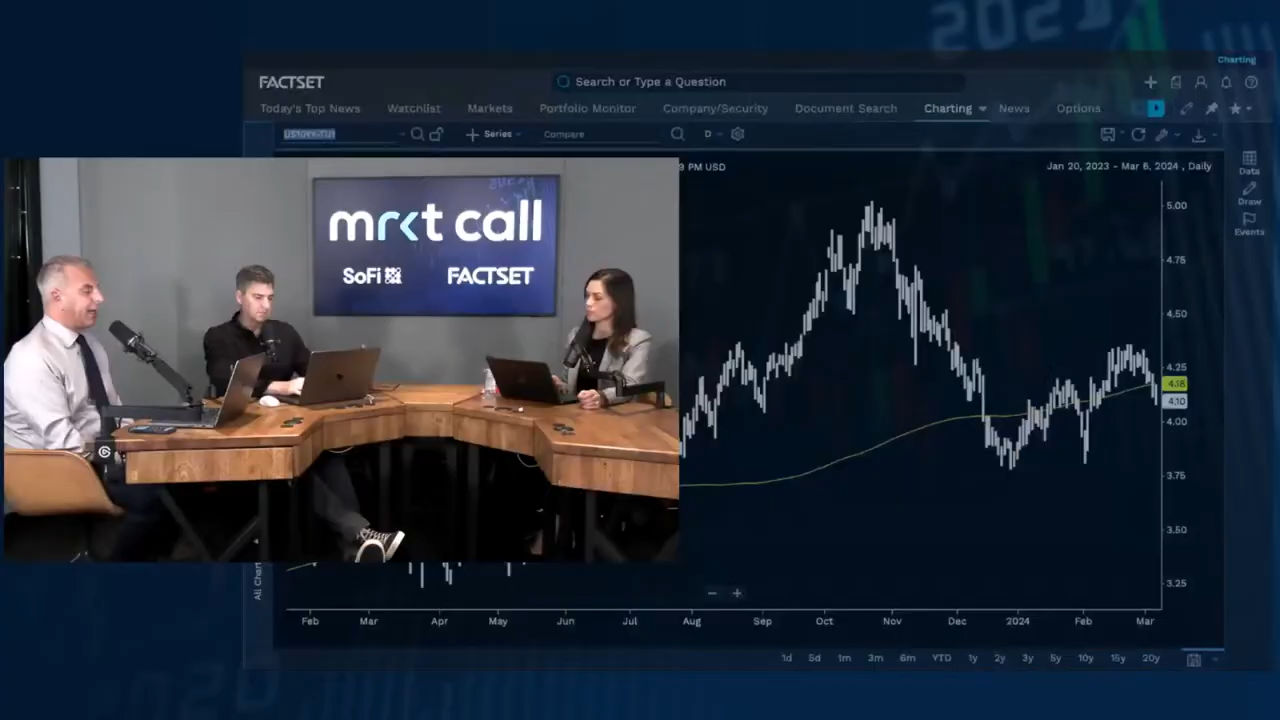 Charting
FACTSET
Search or Type a Question
Today's Top News Watchlist Markets Portfolio Monitor Company/Security Document Search Charting News Options
Series Compare D
PM USD
Jan 20, 2023 - Mar 6, 2024 , Daily
Data
Draw
Events
mrkt call
SoFi FACTSET
5.00
4.75
4.50
4.25
4.18
4.10
4.00
3.75
3.50
3.25
Feb Mar Apr May Jun Jul Aug Sep Oct Nov Dec 2024 Feb Mar
1d 5d 1m 3m 6m YTD 1y 2y 3y 5y 10y 15y 20y